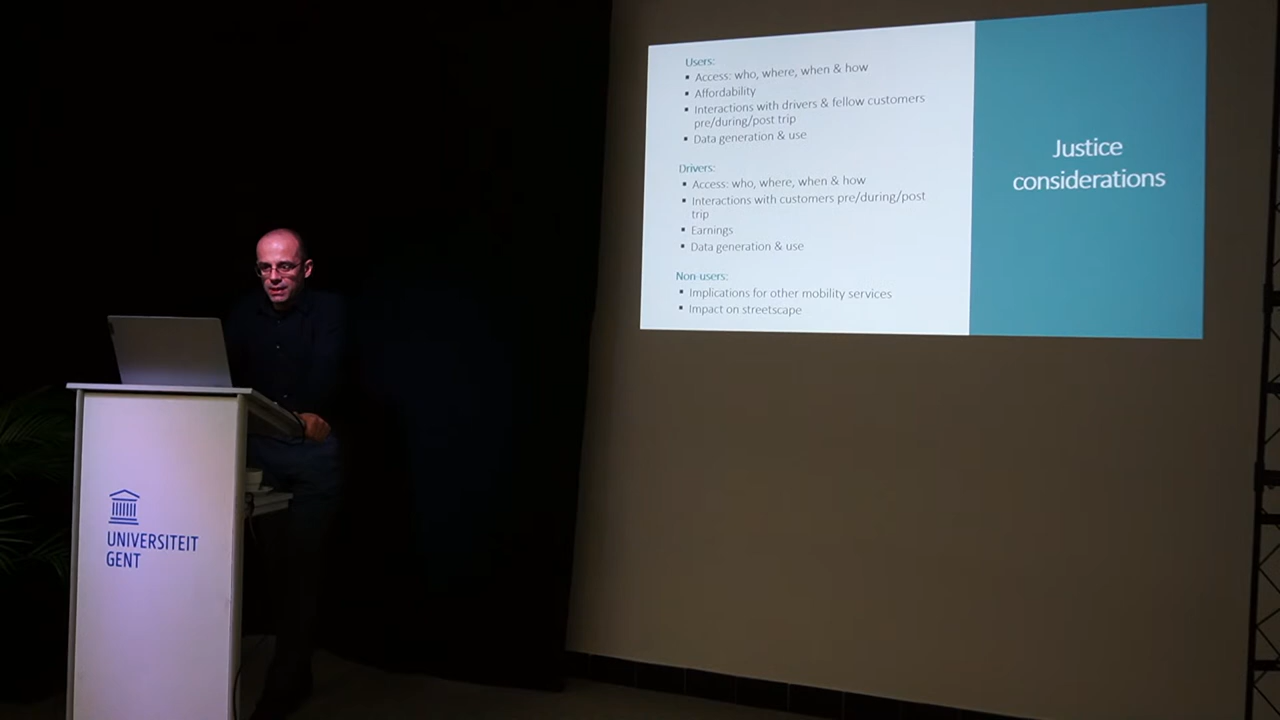 Users:
▪ Access: who, where, when & how
▪ Affordability
▪ Interactions with drivers & fellow customers
pre/during/post trip
▪ Data generation & use
Drivers:
▪ Access: who, where, when & how
▪ Interactions with customers pre/during/post
trip
▪ Earnings
▪ Data generation & use
Non-users:
▪ Implications for other mobility services
▪ Impact on streetscape
Justice
considerations
UNIVERSITEIT
GENT